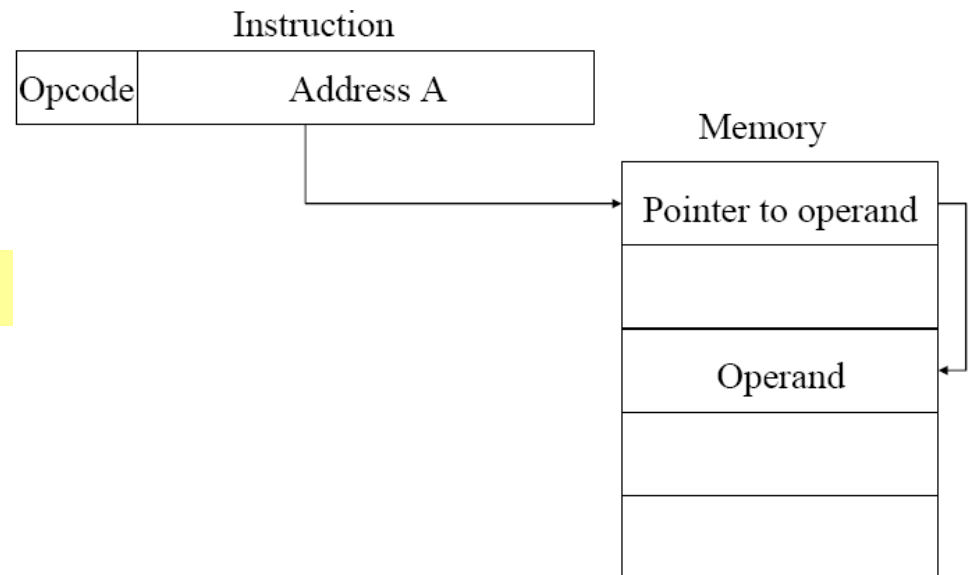 Instruction
Opcode Address A
Memory
Pointer to operand
Operand